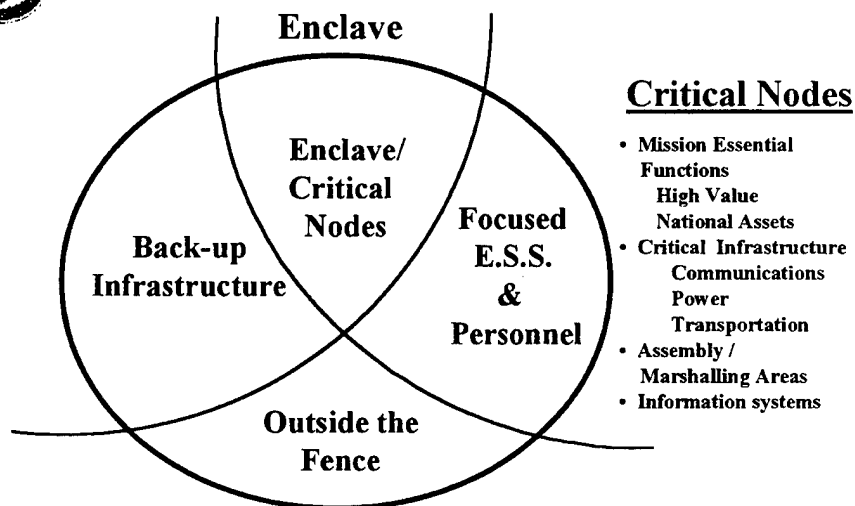 Enclave
Enclave/
Critical
Nodes
Back-up
Infrastructure
Focused
E.S.S.
&
Personnel
Outside the
Fence
Critical Nodes
• Mission Essential
Functions
High Value
National Assets
• Critical Infrastructure
Communications
Power
Transportation
• Assembly /
Marshalling Areas
• Information systems